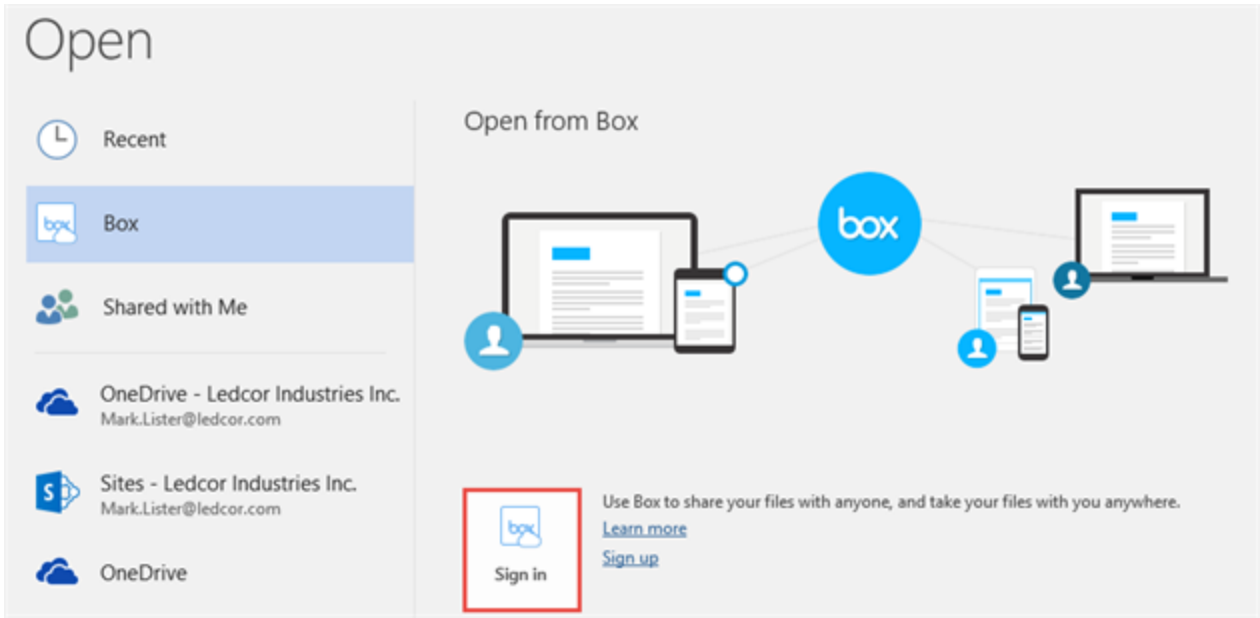 Open
Recent
box
Box
Shared with Me
OneDrive - Ledcor Industries Inc.
Mark.Lister@ledcor.com
S
Sites - Ledcor Industries Inc.
Mark.Lister@ledcor.com
OneDrive
Open from Box
box
box
Sign in
Use Box to share your files with anyone, and take your files with you anywhere.
Learn more
Sign up